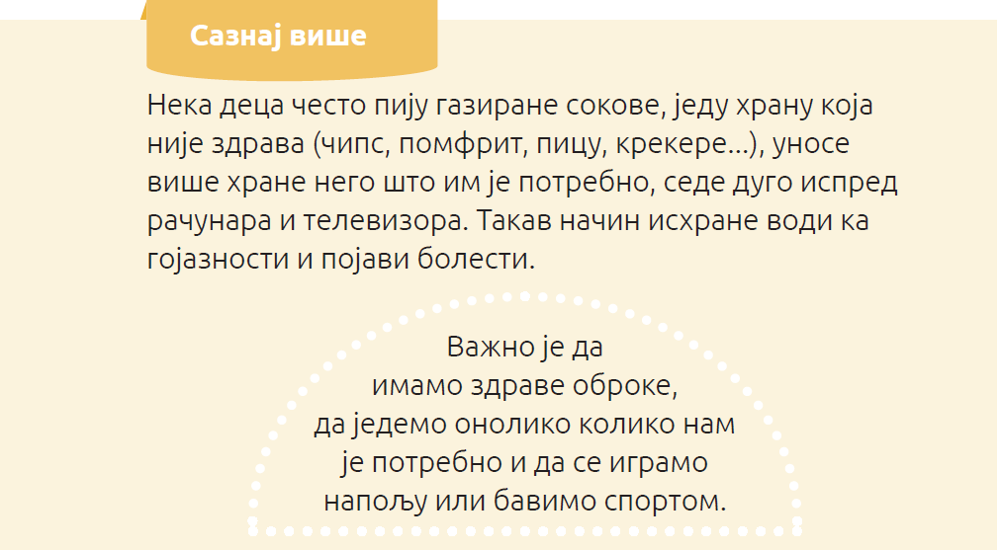 Сазнај више
Нека деца често пију газиране сокове, једу храну која
није здрава (чипс, помфрит, пицу, крекере...), уносе
више хране него што им је потребно, седе дуго испред
рачунара и телевизора. Такав начин исхране води ка
гојазности и појави болести.
Важно је да
имамо здраве оброке,
да једемо онолико колико нам
је потребно и да се играмо
напољу или бавимо спортом.